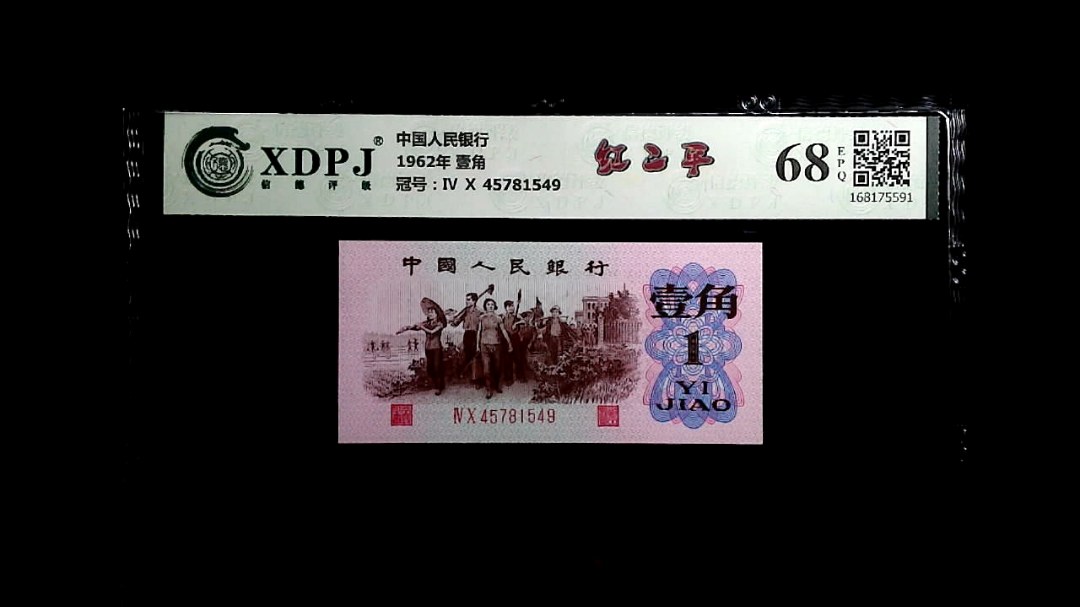 XDPJ®
信德评级
中国人民银行
1962年 壹角
冠号：Ⅳ X 45781549
红二平
68
EPQ
168175591
中國人民銀行
壹角
1
YI
JIAO
Ⅳ X 45781549